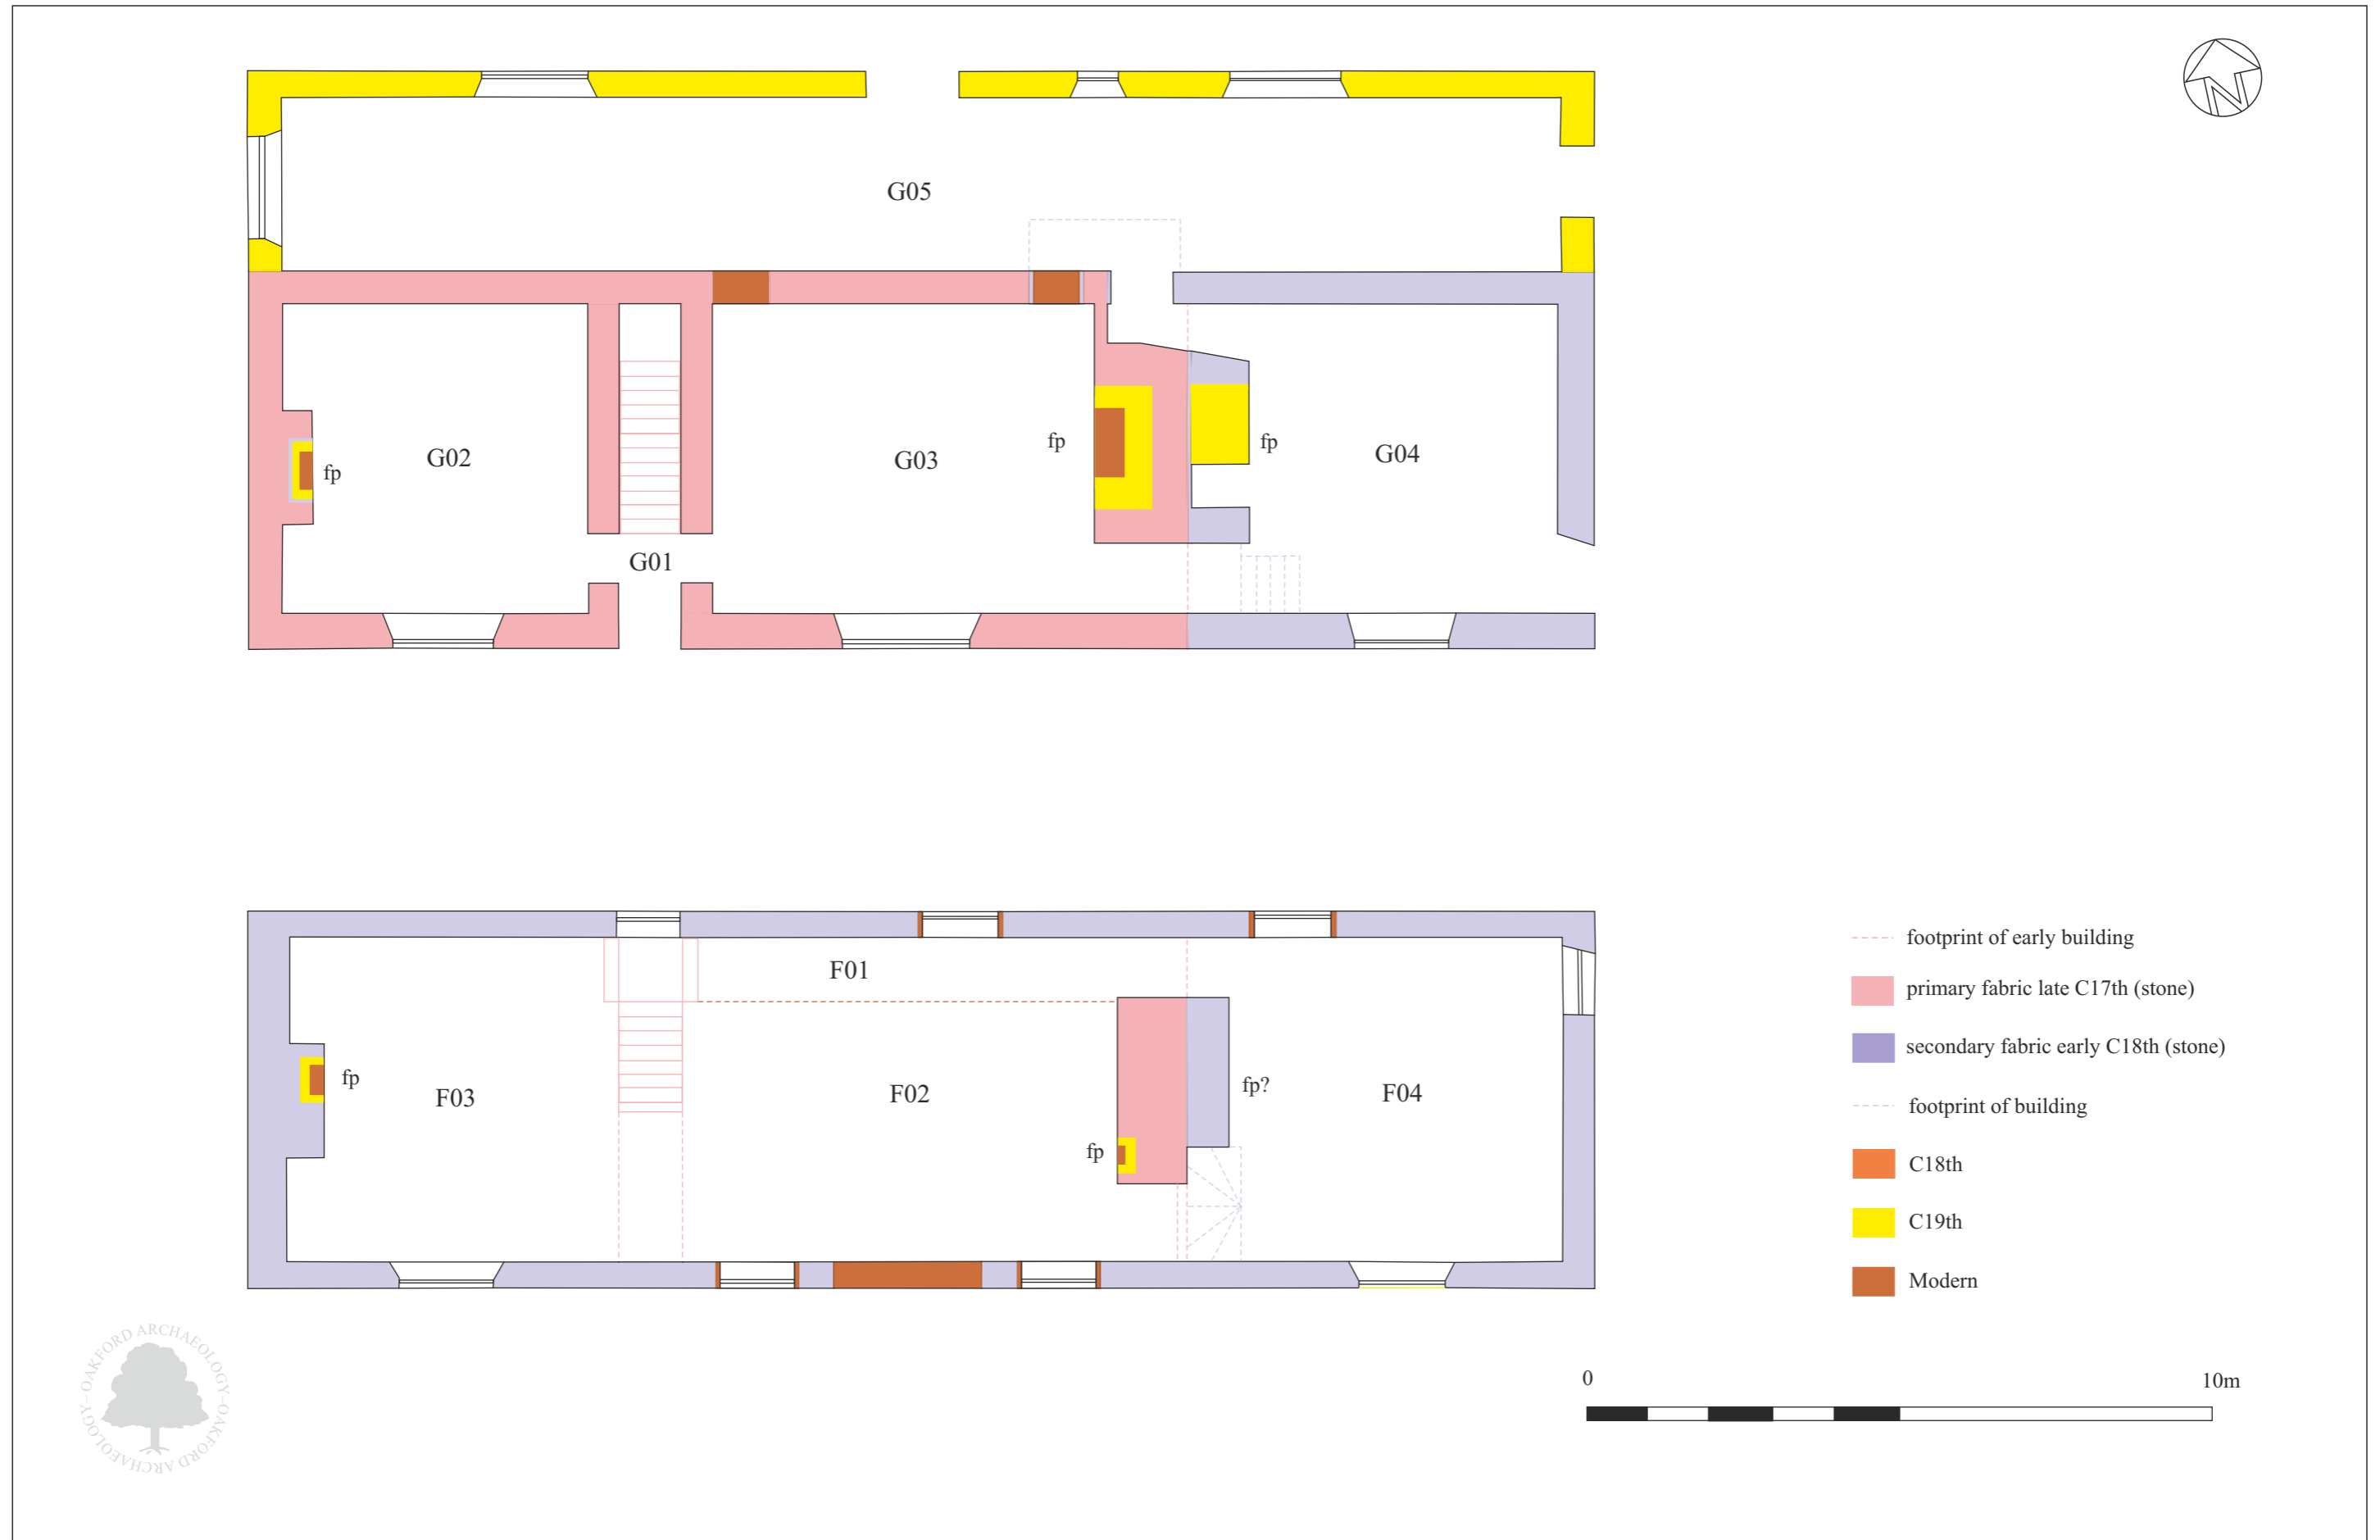 N
G05
G02
G03
G04
G01
fp
fp
fp
F01
F03
F02
F04
fp
fp
fp?
footprint of early building
primary fabric late C17th (stone)
secondary fabric early C18th (stone)
footprint of building
C18th
C19th
Modern
0
10m
OAKFORD ARCHAEOLOGY-OAKFORD ARCHAEOLOGY-